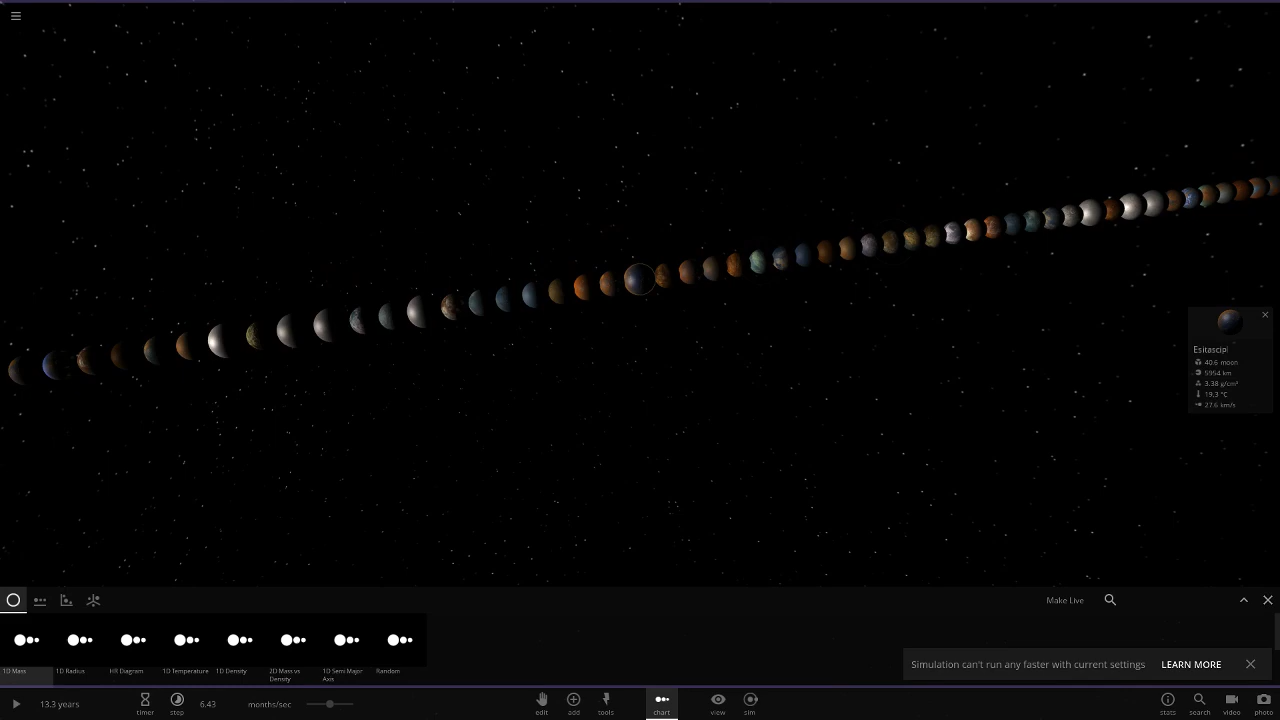 Esitascipi
40.6 moon
5954 km
3.38 g/cm³
19.3 °C
27.6 km/s
Make Live
1D Mass
1D Radius
HR Diagram
1D Temperature
1D Density
2D Mass vs Density
1D Semi Major Axis
Random
Simulation can't run any faster with current settings
LEARN MORE
13.3 years
timer
step
6.43
months/sec
edit
add
tools
chart
view
sim
stats
search
video
photo